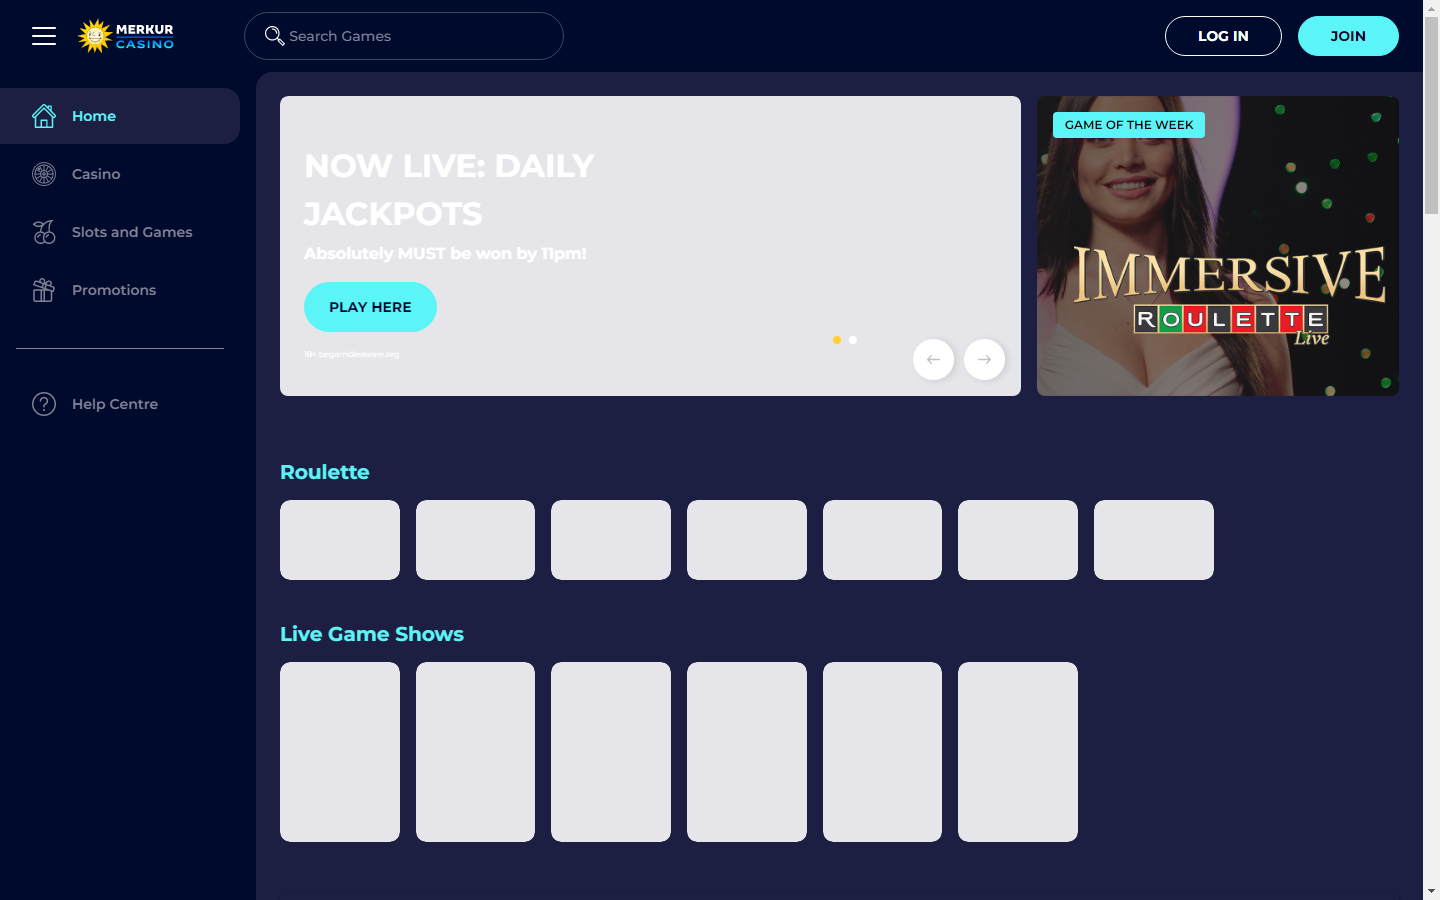 MERKUR
CASINO
Search Games
LOG IN
JOIN
Home
Casino
Slots and Games
Promotions
Help Centre
NOW LIVE: DAILY
JACKPOTS
Absolutely MUST be won by 11pm!
PLAY HERE
18+ begambleaware.org
GAME OF THE WEEK
IMMERSIVE
ROULETTE
Live
Roulette
Live Game Shows